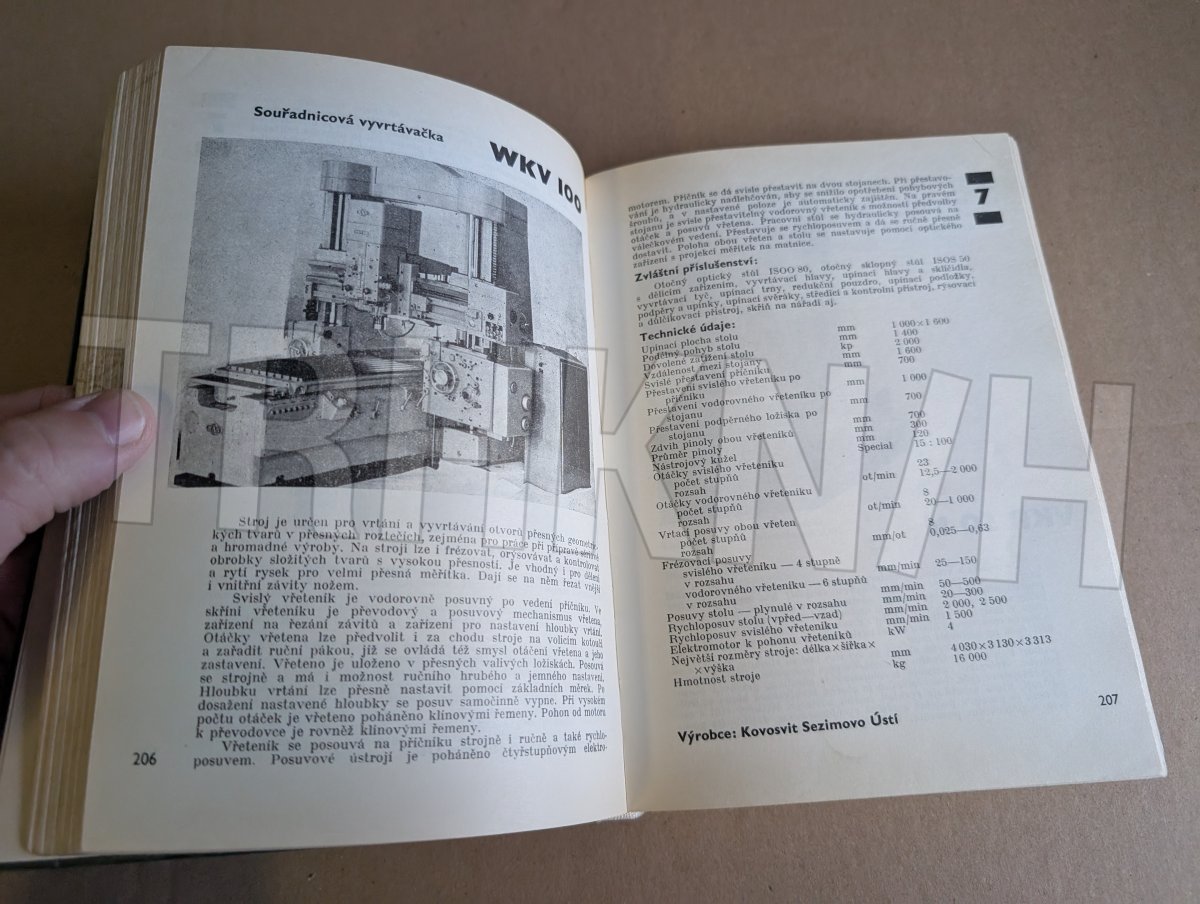 Souřadnicová vyvrtávačka
WKV 100
Stroj je určen pro vrtání a vyvrtávání otvorů přesných geometric-
kých tvarů v přesných roztečích, zejména pro práce při přípravě sériové
a hromadné výroby. Na stroji lze i frézovat, orýsovávat a kontrolovat
obrobky složitých tvarů s vysokou přesností. Je vhodný i pro dělení
a rytí rysek pro velmi přesná měřítka. Dají se na něm řezat vnější
i vnitřní závity nožem.
Svislý vřeteník je vodorovně posuvný po vedení příčníku. Ve
skříni vřeteníku je převodový a posuvový mechanismus vřetena,
zařízení na řezání závitů a zařízení pro nastavení hloubky vrtání.
Otáčky vřetena lze předvolit i za chodu stroje na volicím kotouči
a zařadit ruční pákou, jíž se ovládá též smysl otáčení vřetena a jeho
zastavení. Vřeteno je uloženo v přesných valivých ložiskách. Posouvá
se strojně a má i možnost ručního hrubého a jemného nastavení.
Hloubku vrtání lze přesně nastavit pomocí základních měrek. Po
dosažení nastavené hloubky se posuv samočinně vypne. Při vysokém
počtu otáček je vřeteno poháněno klínovými řemeny. Pohon od motoru
k převodovce je rovněž klínovými řemeny.
Vřeteník se posouvá na příčníku strojně i ručně a také rychlo-
posuvem. Posuvové ústrojí je poháněno čtyřstupňovým elektro-
206
motorem. Příčník se dá svisle přestavit na dvou stojanech. Při přestavo-
vání je hydraulicky nadlehčován, aby se snížilo opotřebení pohybových
šroubů, a v nastavené poloze je automaticky zajištěn. Na pravém
stojanu je svisle přestavitelný vodorovný vřeteník s možností předvolby
otáček a posuvů vřetena. Pracovní stůl se hydraulicky posouvá na
válečkovém vedení. Přestavuje se rychloposuvem a dá se ručně přesně
dostavit. Poloha obou vřeten a stolu se nastavuje pomocí optického
zařízení s projekcí měřítek na matnice.
7
Zvláštní příslušenství:
Otočný optický stůl ISOO 80, otočný sklopný stůl ISOS 50
s dělicím zařízením, vyvrtávací hlavy, upínací hlavy a sklíčidla,
vyvrtávací tyč, upínací trny, redukční pouzdro, upínací podložky,
podpěry a upínky, upínací svěráky, středicí a kontrolní přístroj, rýsovací
a důlčíkovací přístroj, skříň na nářadí aj.
Technické údaje:
Upínací plocha stolu mm 1 000×1 600
Podélný pohyb stolu mm 1 400
Dovolené zatížení stolu kp 2 000
Vzdálenost mezi stojany mm 1 600
Svislé přestavení příčníku mm 700
Přestavení svislého vřeteníku po
příčníku mm 1 000
Přestavení vodorovného vřeteníku po
stojanu mm 700
Přestavení podpěrného ložiska po
stojanu mm 700
Zdvih pinoly obou vřeteníků mm 300
Průměr pinoly mm 120
Nástrojový kužel Special 15 : 100
Otáčky svislého vřeteníku
počet stupňů 23
rozsah ot/min 12,5—2 000
Otáčky vodorovného vřeteníku
počet stupňů 8
rozsah ot/min 20—1 000
Vrtací posuvy obou vřeten
počet stupňů 8
rozsah mm/ot 0,025—0,63
Frézovací posuvy
svislého vřeteníku — 4 stupně
v rozsahu mm/min 25—150
vodorovného vřeteníku — 6 stupňů
v rozsahu mm/min 50—500
Posuvy stolu — plynulé v rozsahu mm/min 20—300
Rychloposuv stolu (vpřed—vzad) mm/min 2 000, 2 500
Rychloposuv svislého vřeteníku mm/min 1 500
Elektromotor k pohonu vřeteníků kW 4
Největší rozměry stroje: délka×šířka×
×výška mm 4 030×3 130×3 313
Hmotnost stroje kg 16 000
Výrobce: Kovosvit Sezimovo Ústí
207